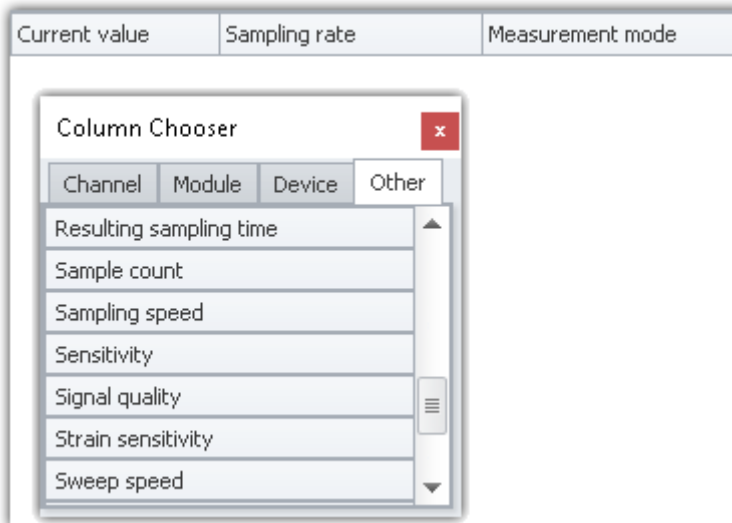 Current value Sampling rate Measurement mode
Column Chooser x
Channel Module Device Other
Resulting sampling time
Sample count
Sampling speed
Sensitivity
Signal quality
Strain sensitivity
Sweep speed